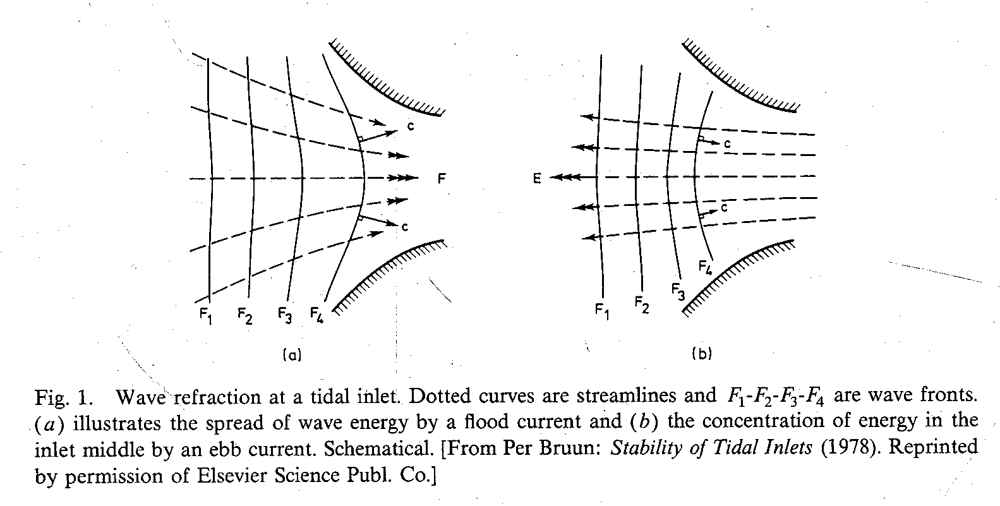 c
F
c
F1 F2 F3 F4
(a)
E
c
c
F4
F3
F2
F1
(b)
Fig. 1. Wave refraction at a tidal inlet. Dotted curves are streamlines and F1-F2-F3-F4 are wave fronts.
(a) illustrates the spread of wave energy by a flood current and (b) the concentration of energy in the
inlet middle by an ebb current. Schematical. [From Per Bruun: Stability of Tidal Inlets (1978). Reprinted
by permission of Elsevier Science Publ. Co.]